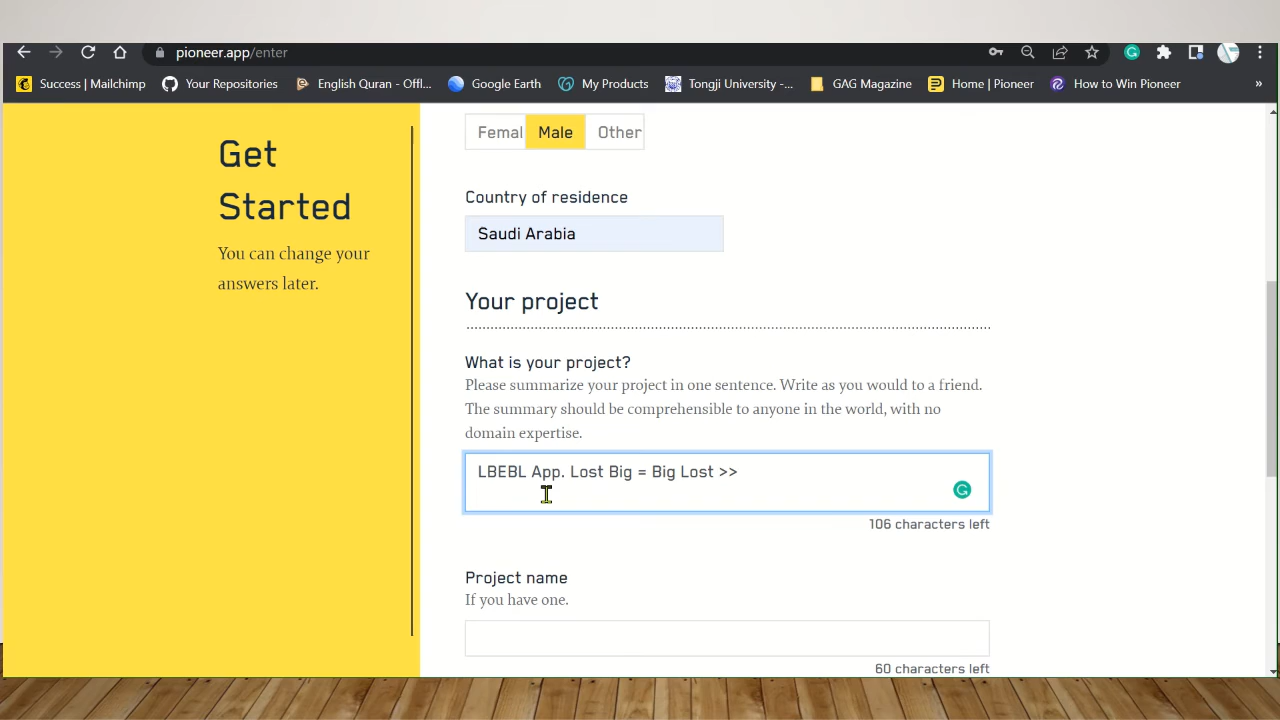 pioneer.app/enter
Success | Mailchimp
Your Repositories
English Quran - Offl...
Google Earth
My Products
Tongji University -...
GAG Magazine
Home | Pioneer
How to Win Pioneer
»
Get
Started
You can change your
answers later.
Femal
Male
Other
Country of residence
Saudi Arabia
Your project
What is your project?
Please summarize your project in one sentence. Write as you would to a friend.
The summary should be comprehensible to anyone in the world, with no
domain expertise.
LBEBL App. Lost Big = Big Lost >>
106 characters left
Project name
If you have one.
60 characters left